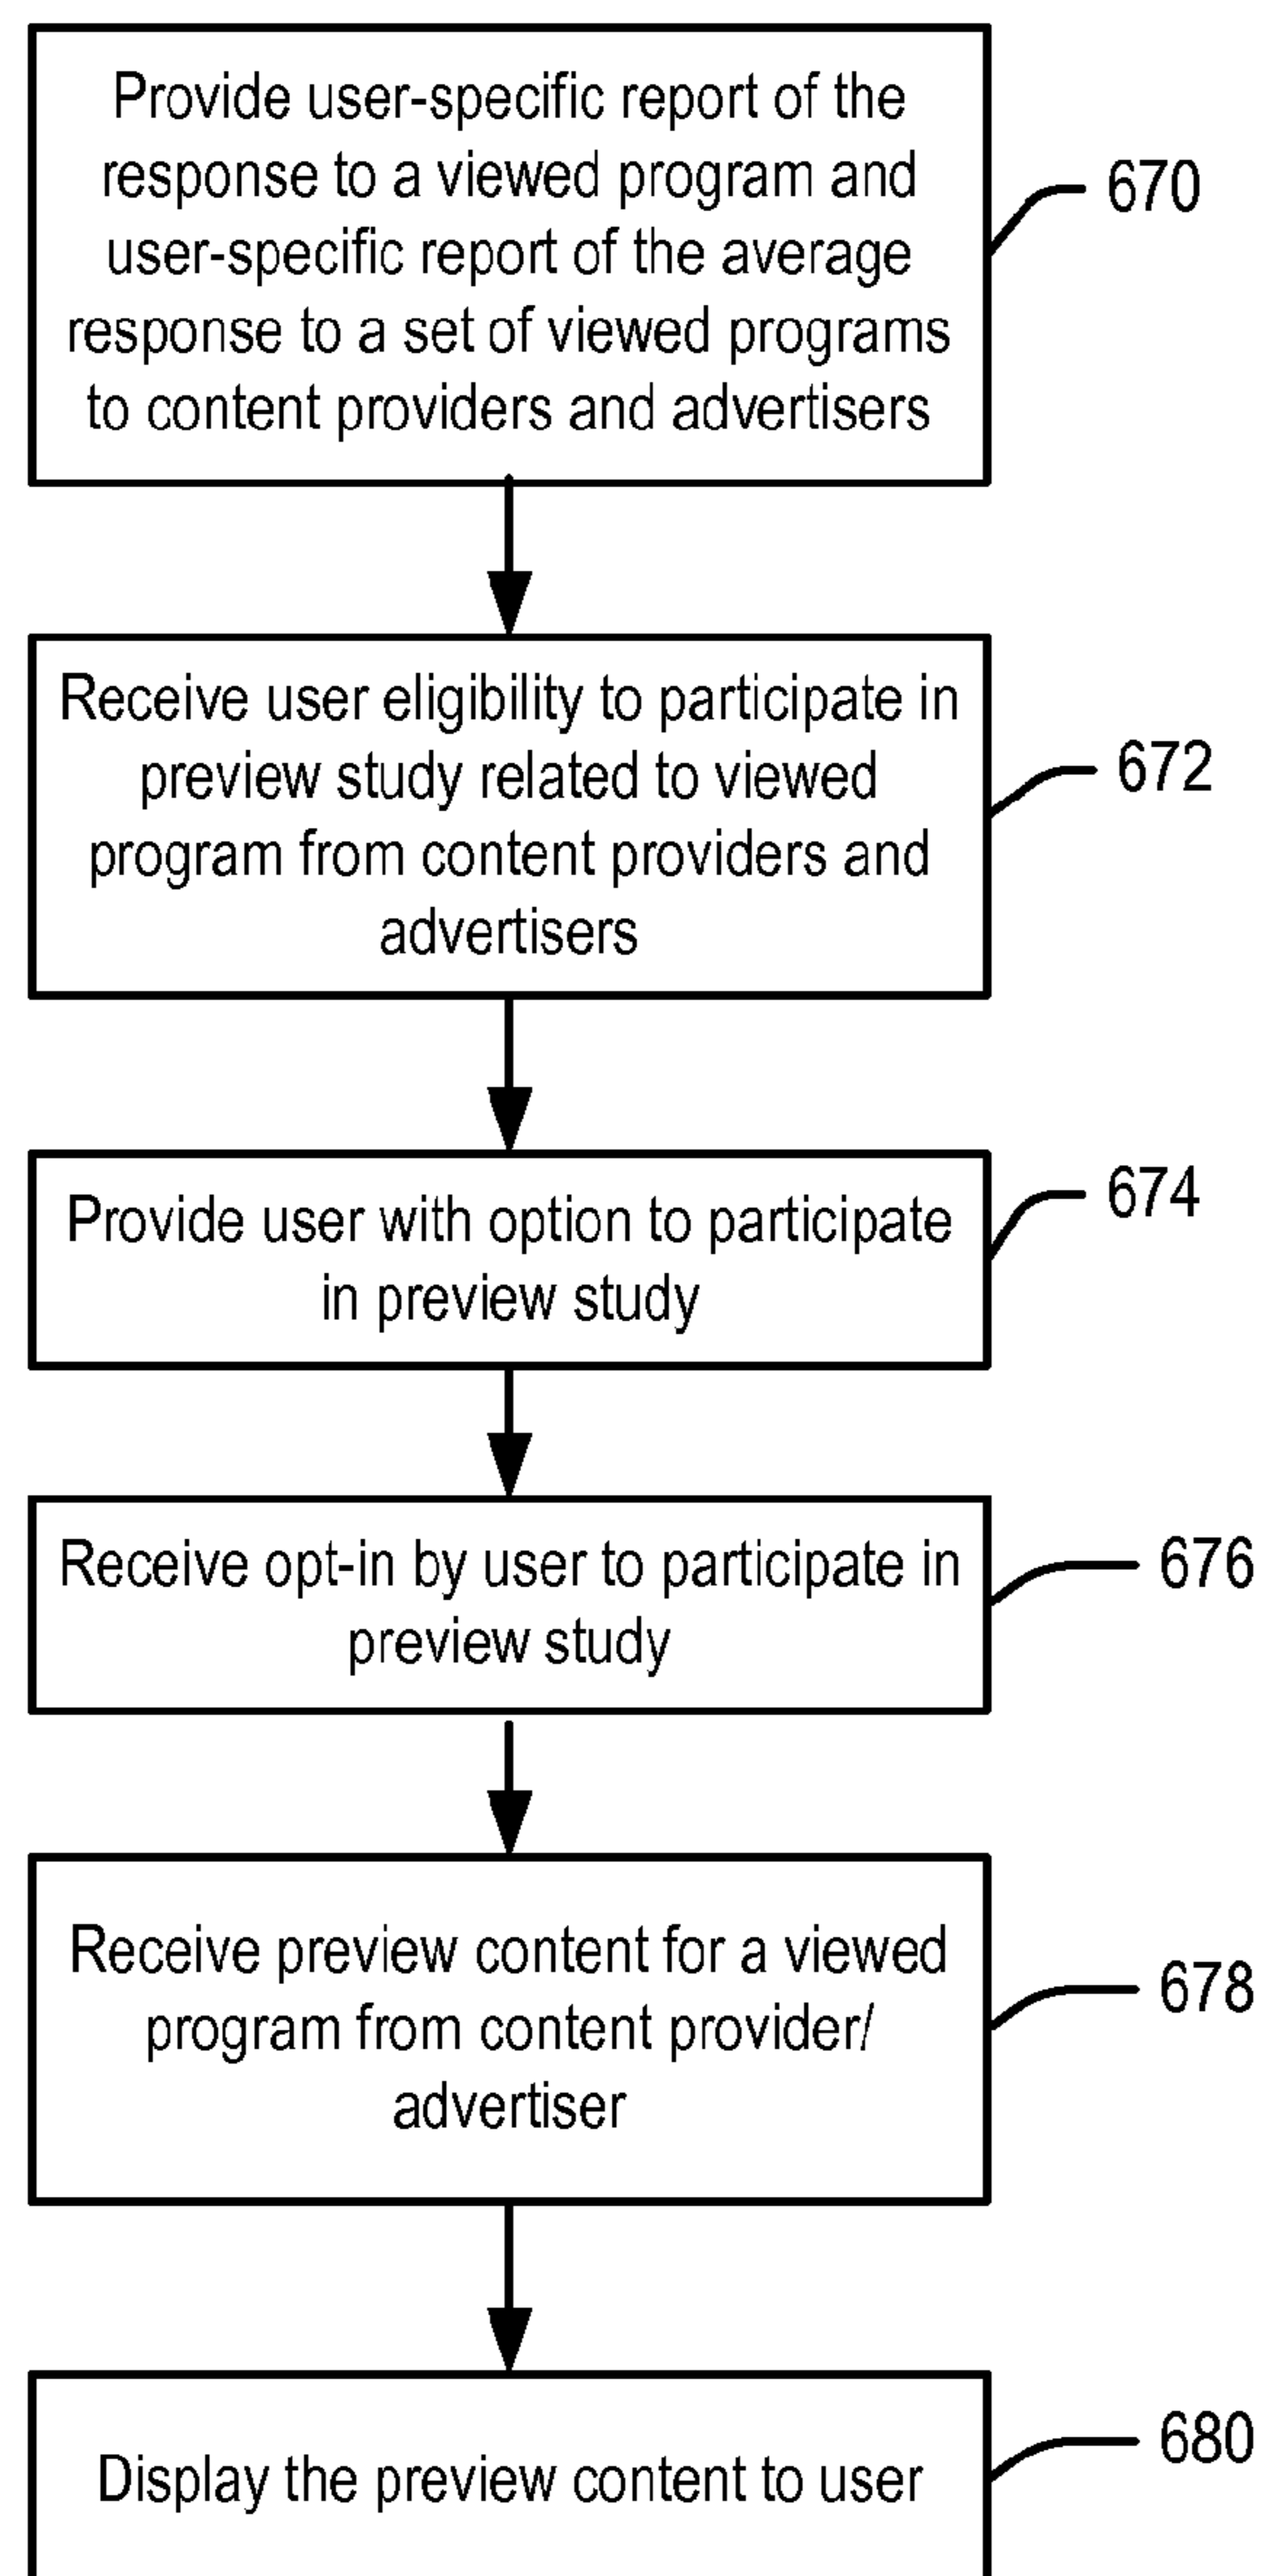 Provide user-specific report of the
response to a viewed program and
user-specific report of the average
response to a set of viewed programs
to content providers and advertisers
670
Receive user eligibility to participate in
preview study related to viewed
program from content providers and
advertisers
672
Provide user with option to participate
in preview study
674
Receive opt-in by user to participate in
preview study
676
Receive preview content for a viewed
program from content provider/
advertiser
678
Display the preview content to user
680